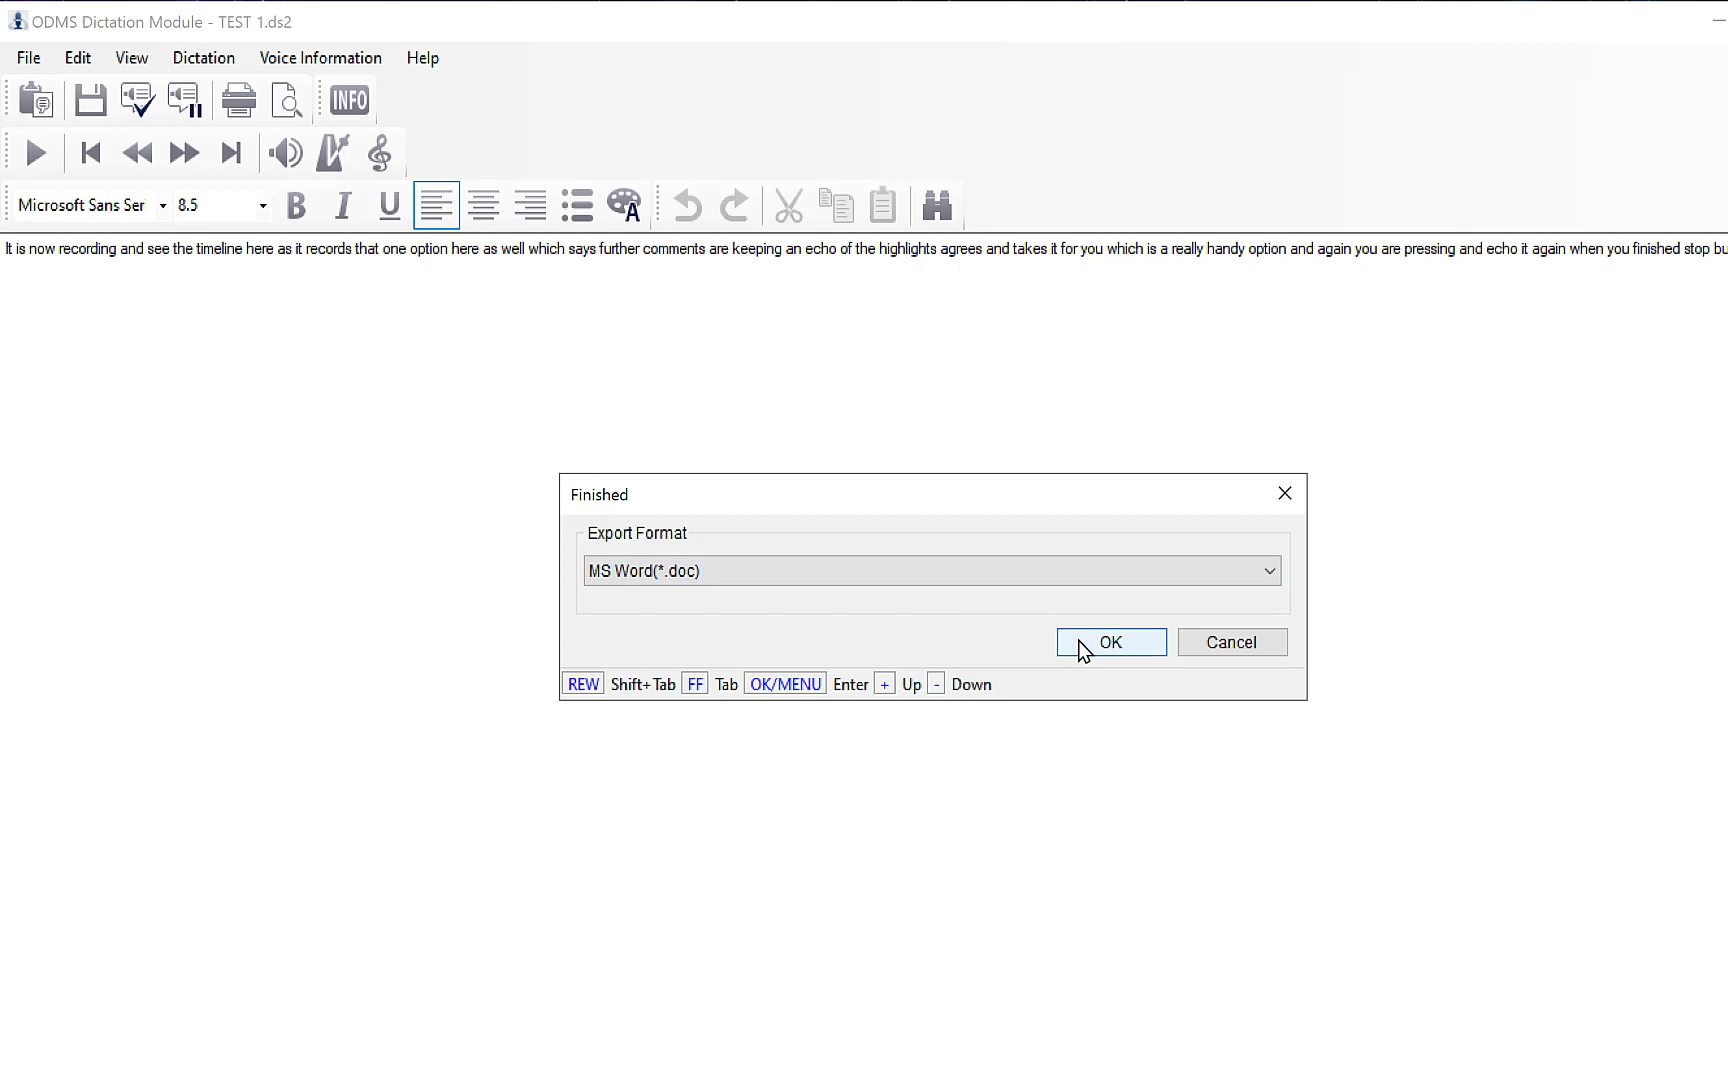 ODMS Dictation Module - TEST 1.ds2
File Edit View Dictation Voice Information Help
INFO
Microsoft Sans Ser 8.5 B I U A
It is now recording and see the timeline here as it records that one option here as well which says further comments are keeping an echo of the highlights agrees and takes it for you which is a really handy option and again you are pressing and echo it again when you finished stop bu
Finished
Export Format
MS Word(*.doc)
OK Cancel
REW Shift+Tab FF Tab OK/MENU Enter + Up - Down